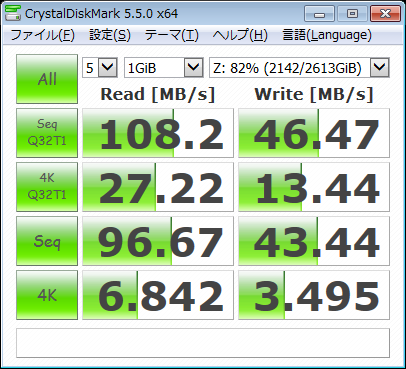 CrystalDiskMark 5.5.0 x64
ファイル(F) 設定(S) テーマ(T) ヘルプ(H) 言語(Language)
All 5 1GiB Z: 82% (2142/2613GiB)
Read [MB/s] Write [MB/s]
Seq Q32T1 108.2 46.47
4K Q32T1 27.22 13.44
Seq 96.67 43.44
4K 6.842 3.495